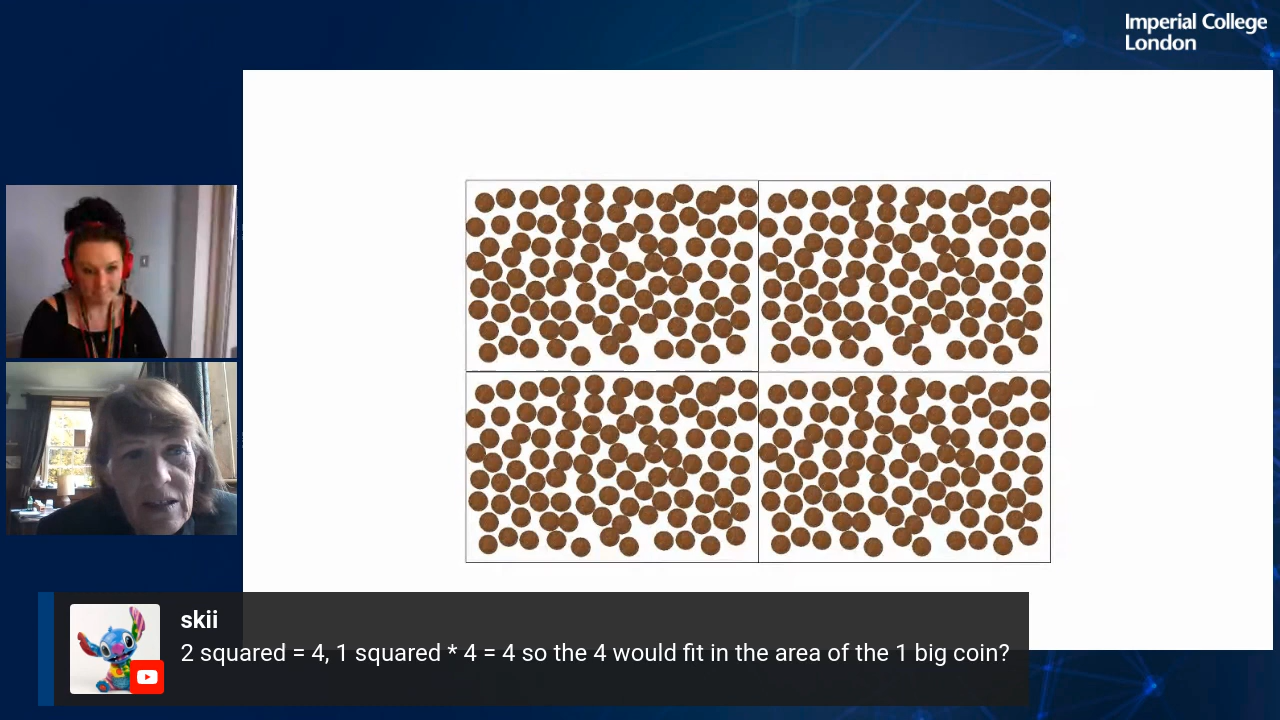 Imperial College
London
skii
2 squared = 4, 1 squared * 4 = 4 so the 4 would fit in the area of the 1 big coin?